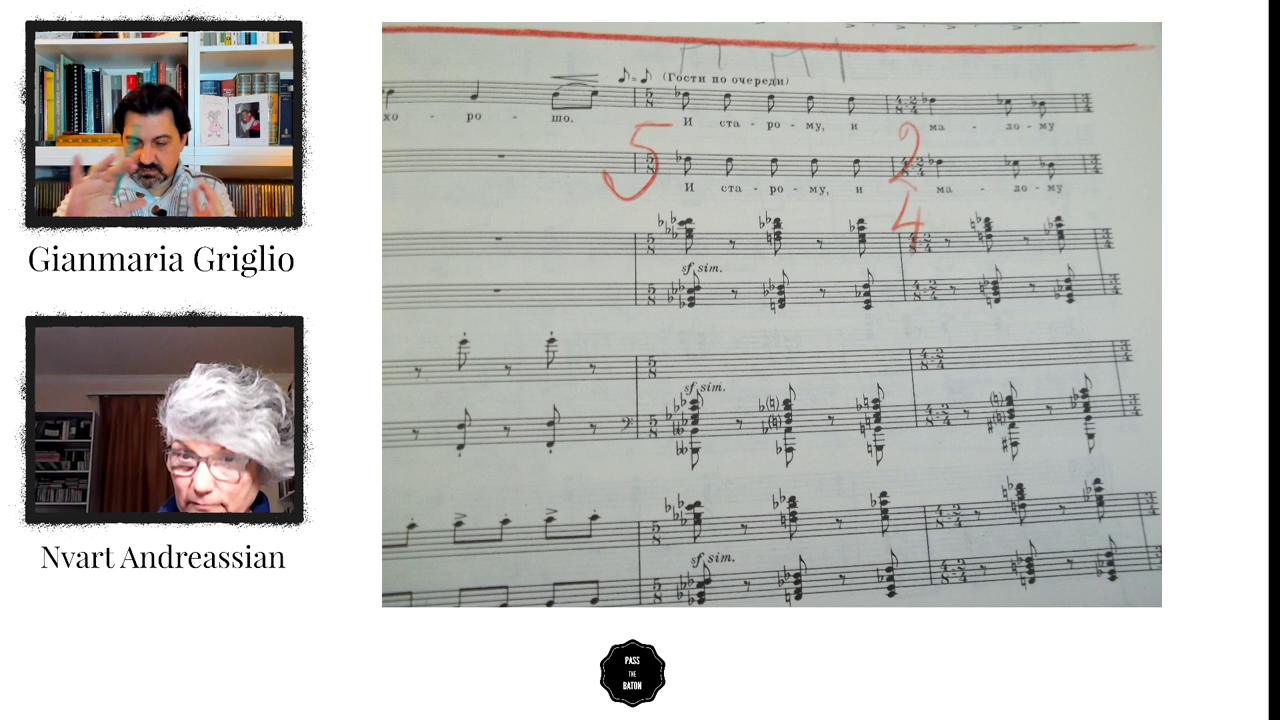 Gianmaria Griglio
Nvart Andreassian
(Гости по очереди)
хо - ро - шо.
И ста - ро - му, и ма - ло - му
И ста - ро - му, и ма - ло - му
5
2
4
sf sim.
sf sim.
sf sim.
PASS
THE
BATON